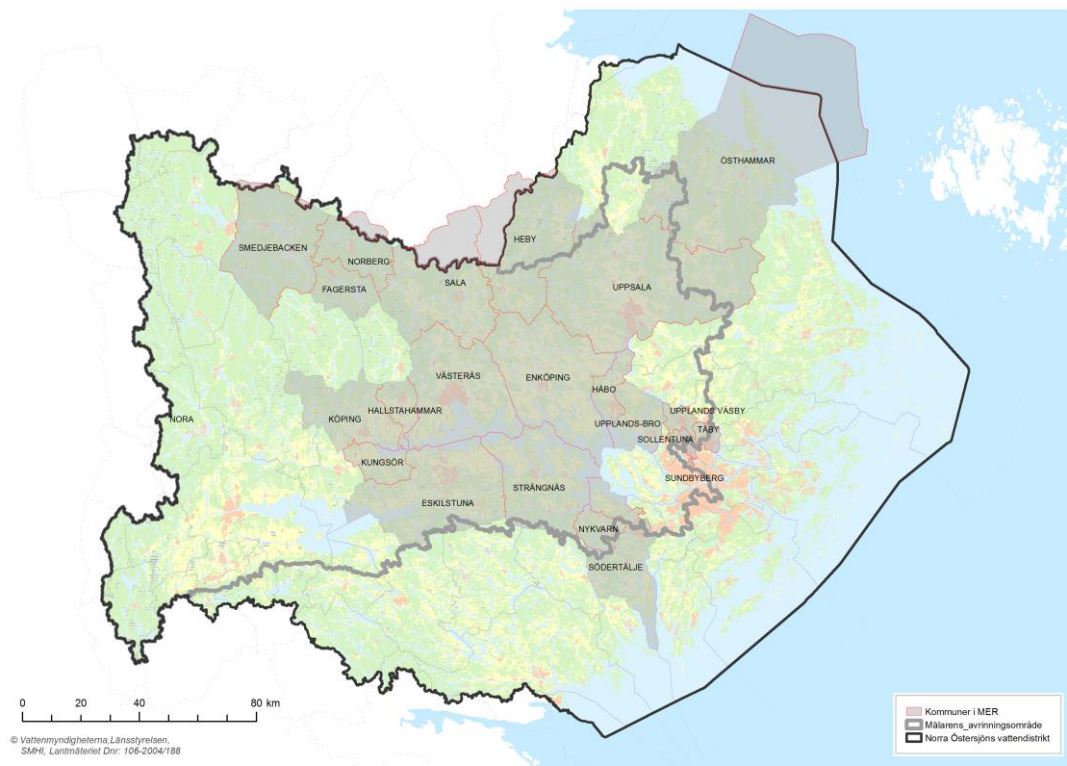 ÖSTHAMMAR
SMEDJEBACKEN
HEBY
NORBERG
SALA
FAGERSTA
UPPSALA
VÄSTERÅS
ENKÖPING
HÅBO
HALLSTAHAMMAR
UPPLANDS VÄSBY
NORA
KÖPING
UPPLANDS-BRO
TÄBY
SOLLENTUNA
KUNGSÖR
SUNDBYBERG
STRÄNGNÄS
ESKILSTUNA
NYKVARN
SÖDERTÄLJE
0 20 40 80 km
© Vattenmyndigheterna,Länsstyrelsen,
SMHI, Lantmäteriet Dnr: 106-2004/188
Kommuner i MER
Mälarens_avrinningsområde
Norra Östersjöns vattendistrikt